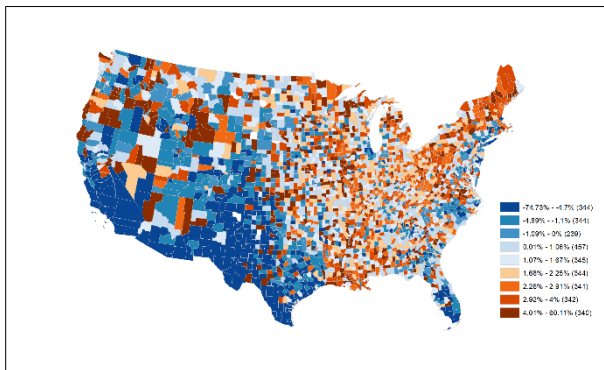 -74.73% - -4.7% (344)
-4.69% - -1.1% (344)
-1.09% - 0% (239)
0.01% - 1.06% (457)
1.07% - 1.67% (345)
1.68% - 2.25% (344)
2.26% - 2.91% (341)
2.92% - 4% (342)
4.01% - 60.11% (340)